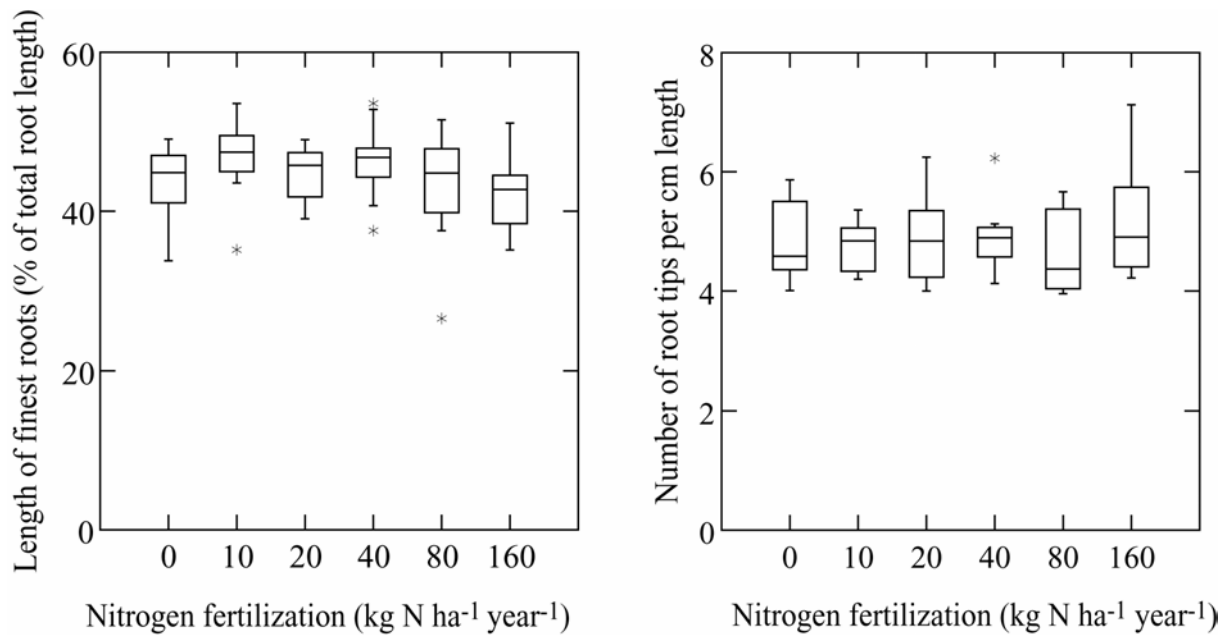 Length of finest roots (% of total root length)
60
40
20
0
0 10 20 40 80 160
Nitrogen fertilization (kg N ha-1 year-1)
Number of root tips per cm length
8
6
4
2
0
0 10 20 40 80 160
Nitrogen fertilization (kg N ha-1 year-1)